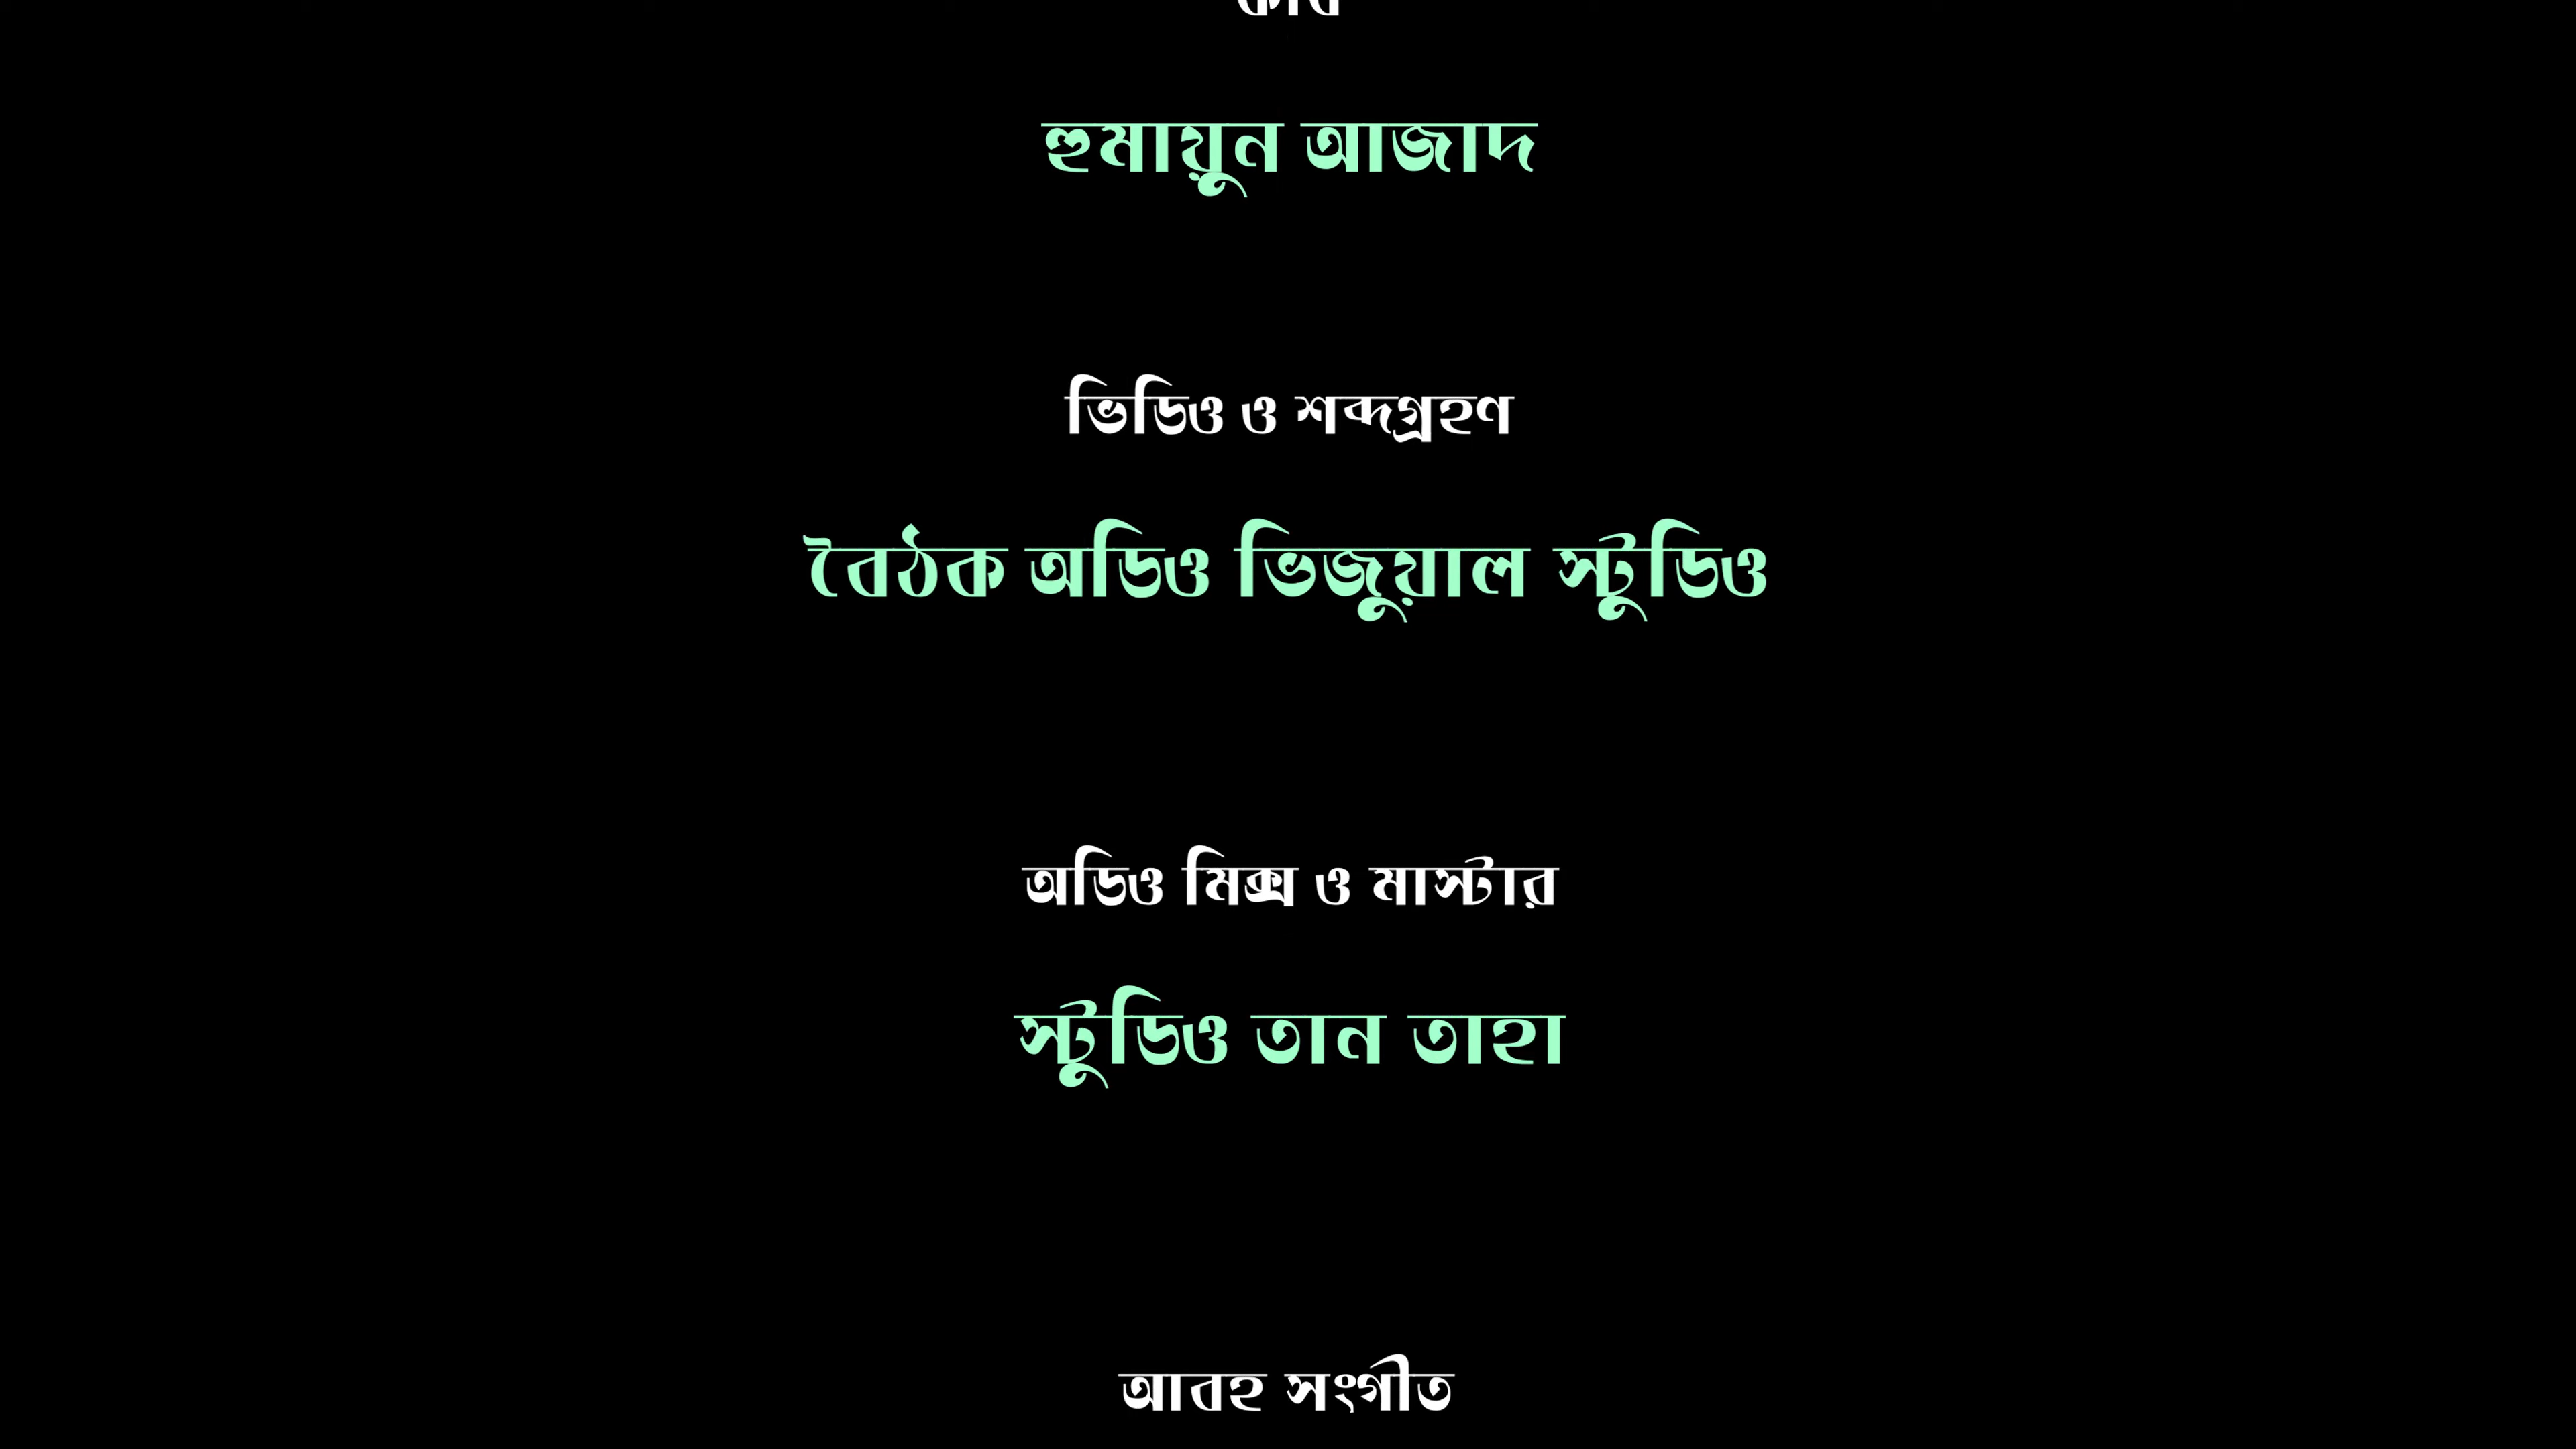 হুমায়ুন আজাদ
ভিডিও ও শব্দগ্রহণ
বৈঠক অডিও ভিজুয়াল স্টুডিও
অডিও মিক্স ও মাস্টার
স্টুডিও তান তাহা
আবহ সংগীত